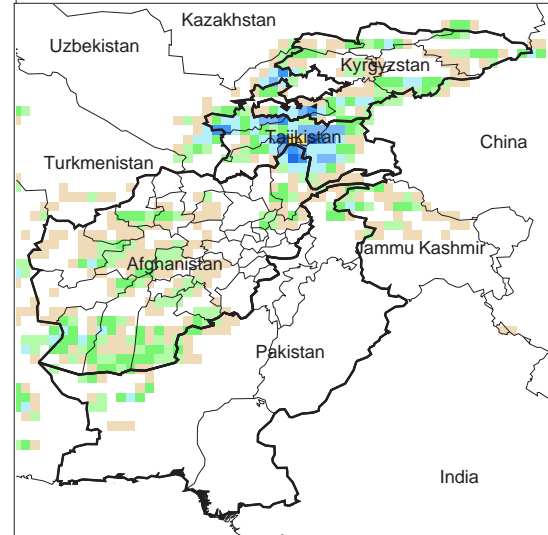 Kazakhstan
Uzbekistan
Kyrgyzstan
Tajikistan
China
Turkmenistan
Jammu Kashmir
Afghanistan
Pakistan
India